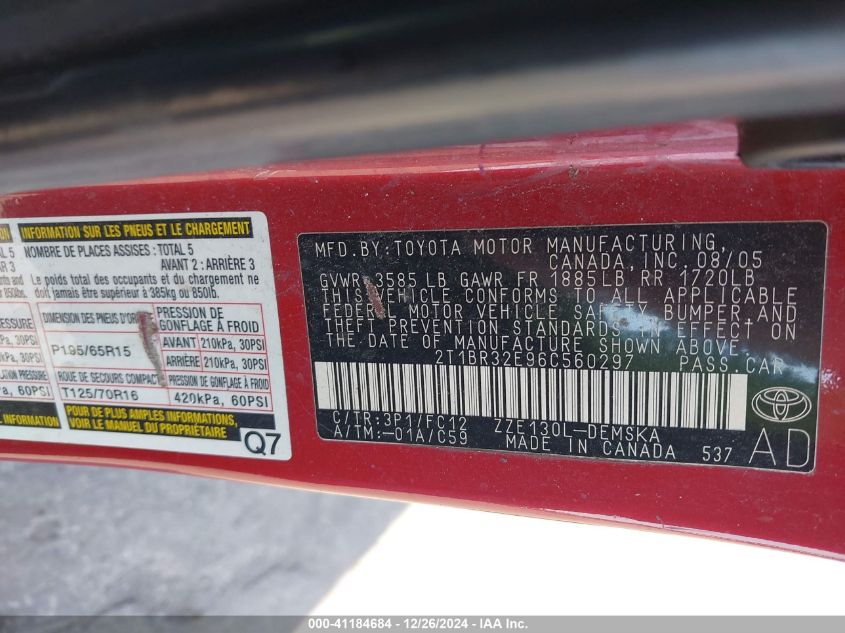 INFORMATION SUR LES PNEUS ET LE CHARGEMENT
NOMBRE DE PLACES ASSISES : TOTAL 5
AVANT 2 : ARRIÈRE 3
Le poids total des occupants et du chargement ne
doit jamais être supérieur à 385kg ou 850lb.
DIMENSION DES PNEUS D'ORIGINE
PRESSION DE
GONFLAGE À FROID
P195/65R15
AVANT 210kPa, 30PSI
ARRIÈRE 210kPa, 30PSI
ROUE DE SECOURS COMPACTE
PRESSION DE GONFLAGE À FROID
T125/70R16
420kPa, 60PSI
POUR DE PLUS AMPLES INFORMATIONS,
VOIR LE MANUEL DU PROPRIÉTAIRE
Q7
MFD.BY:TOYOTA MOTOR MANUFACTURING,
CANADA, INC. 08/05
GVWR 3585 LB GAWR FR 1885LB, RR 1720LB
THIS VEHICLE CONFORMS TO ALL APPLICABLE
FEDERAL MOTOR VEHICLE SAFETY, BUMPER AND
THEFT PREVENTION STANDARDS IN EFFECT ON
THE DATE OF MANUFACTURE SHOWN ABOVE.
2T1BR32E96C560297 PASS.CAR
C/TR:3P1/FC12 ZZE130L-DEMSKA
A/TM:-01A/C59 MADE IN CANADA 537
AD
000-41184684 - 12/26/2024 - IAA Inc.